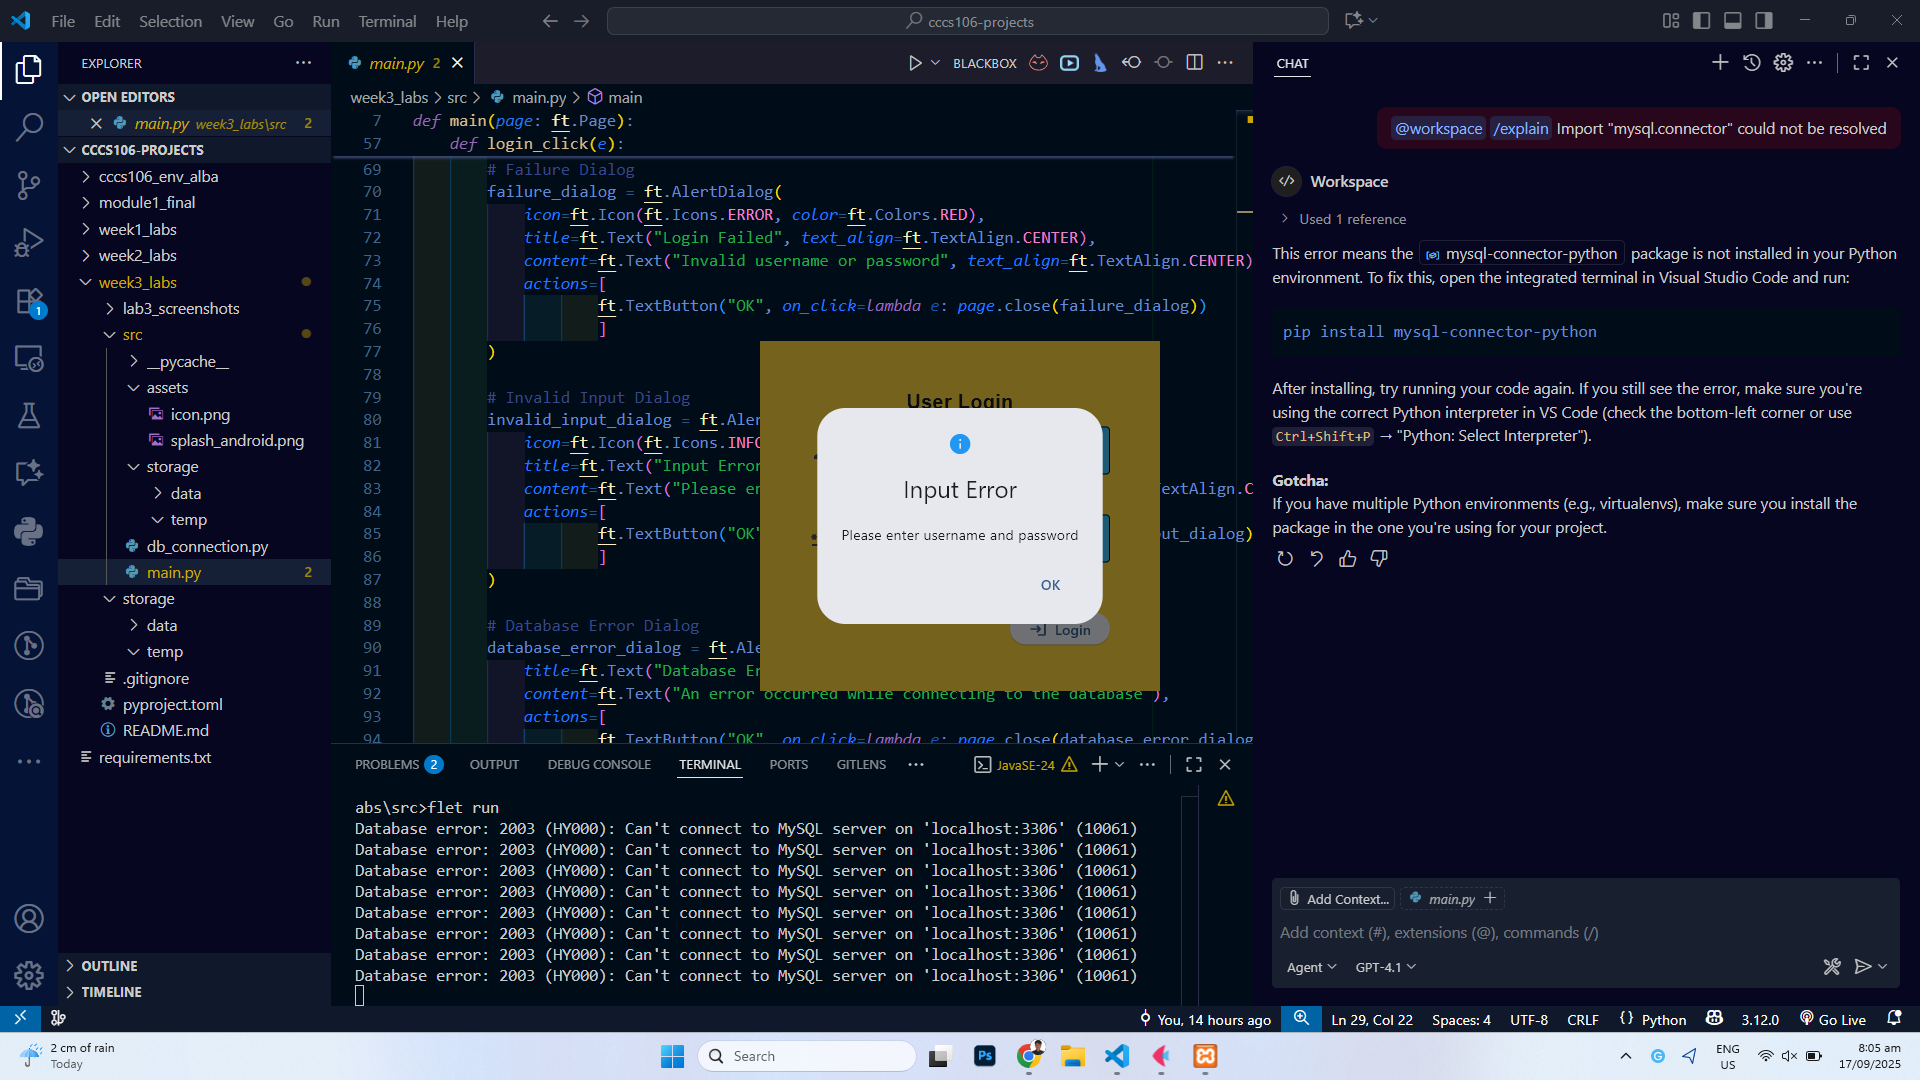 File Edit Selection View Go Run Terminal Help
cccs106-projects
EXPLORER
OPEN EDITORS
main.py week3_labs\src 2
CCCS106-PROJECTS
cccs106_env_alba
module1_final
week1_labs
week2_labs
week3_labs
lab3_screenshots
src
__pycache__
assets
icon.png
splash_android.png
storage
data
temp
db_connection.py
main.py 2
storage
data
temp
.gitignore
pyproject.toml
README.md
requirements.txt
OUTLINE
TIMELINE
1
main.py 2
BLACKBOX
week3_labs > src > main.py > main
7 def main(page: ft.Page):
57 def login_click(e):
69 # Failure Dialog
70 failure_dialog = ft.AlertDialog(
71 icon=ft.Icon(ft.Icons.ERROR, color=ft.Colors.RED),
72 title=ft.Text("Login Failed", text_align=ft.TextAlign.CENTER),
73 content=ft.Text("Invalid username or password", text_align=ft.TextAlign.CENTER)
74 actions=[
75 ft.TextButton("OK", on_click=lambda e: page.close(failure_dialog))
76 ]
77 )
78
79 # Invalid Input Dialog
80 invalid_input_dialog = ft.Aler
81 icon=ft.Icon(ft.Icons.INFO
82 title=ft.Text("Input Error
83 content=ft.Text("Please en extAlign.C
84 actions=[
85 ft.TextButton("OK" ut_dialog)
86 ]
87 )
88
89 # Database Error Dialog
90 database_error_dialog = ft.Ale
91 title=ft.Text("Database Er
92 content=ft.Text("An error occurred while connecting to the database"),
93 actions=[
94 ft.TextButton("OK", on_click=lambda e: page.close(database_error_dialog
User Login
Input Error
Please enter username and password
OK
Login
PROBLEMS 2 OUTPUT DEBUG CONSOLE TERMINAL PORTS GITLENS
JavaSE-24
abs\src>flet run
Database error: 2003 (HY000): Can't connect to MySQL server on 'localhost:3306' (10061)
Database error: 2003 (HY000): Can't connect to MySQL server on 'localhost:3306' (10061)
Database error: 2003 (HY000): Can't connect to MySQL server on 'localhost:3306' (10061)
Database error: 2003 (HY000): Can't connect to MySQL server on 'localhost:3306' (10061)
Database error: 2003 (HY000): Can't connect to MySQL server on 'localhost:3306' (10061)
Database error: 2003 (HY000): Can't connect to MySQL server on 'localhost:3306' (10061)
Database error: 2003 (HY000): Can't connect to MySQL server on 'localhost:3306' (10061)
Database error: 2003 (HY000): Can't connect to MySQL server on 'localhost:3306' (10061)
CHAT
@workspace /explain Import "mysql.connector" could not be resolved
Workspace
Used 1 reference
This error means the mysql-connector-python package is not installed in your Python
environment. To fix this, open the integrated terminal in Visual Studio Code and run:
pip install mysql-connector-python
After installing, try running your code again. If you still see the error, make sure you're
using the correct Python interpreter in VS Code (check the bottom-left corner or use
Ctrl+Shift+P → "Python: Select Interpreter").
Gotcha:
If you have multiple Python environments (e.g., virtualenvs), make sure you install the
package in the one you're using for your project.
Add Context... main.py
Add context (#), extensions (@), commands (/)
Agent GPT-4.1
You, 14 hours ago Ln 29, Col 22 Spaces: 4 UTF-8 CRLF {} Python 3.12.0 Go Live
2 cm of rain
Today
Search
Ps
ENG
US
8:05 am
17/09/2025